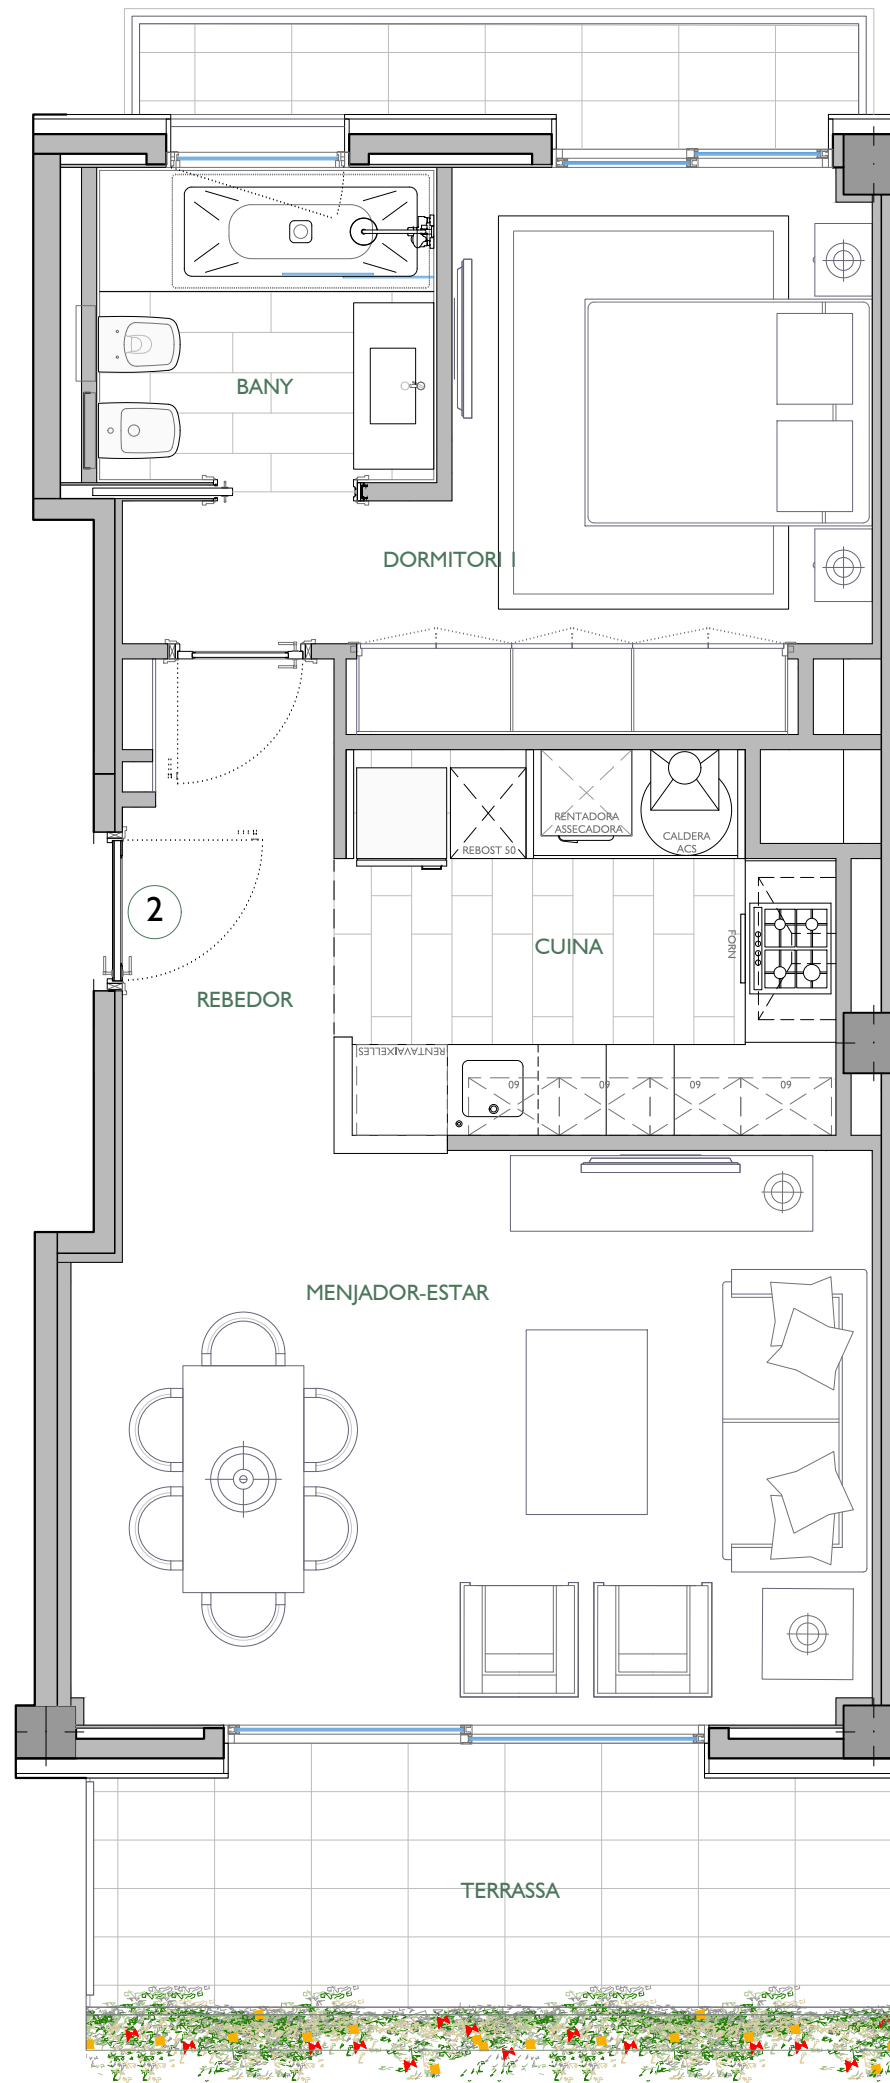 BANY
DORMITORI 1
RENTADORA
ASSECADORA
CALDERA
ACS
REBOST 50
2
CUINA
FORN
REBEDOR
RENTAVAIXELLES
60
60
60
60
MENJADOR-ESTAR
TERRASSA